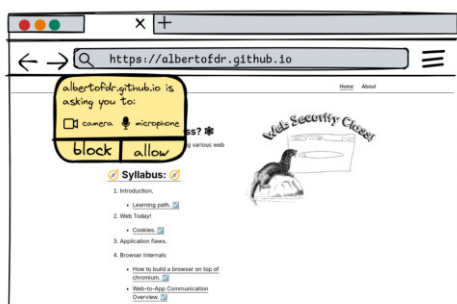 https://albertofdr.github.io
albertofdr.github.io is
asking you to:
camera microphone
block allow
Home About
ss?
ng various web
Web Security Class!
Syllabus:
1. Introduction.
Learning path.
2. Web Today!
Cookies.
3. Application flaws.
4. Browser Internals
How to build a browser on top of
chromium.
Web-to-App Communication
Overview.